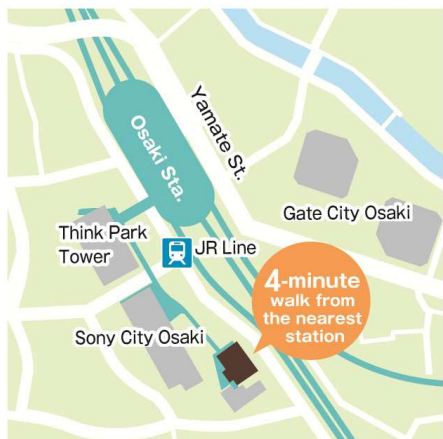 Osaki Sta.
Yamate St.
Gate City Osaki
Think Park
Tower
JR Line
4-minute
walk from
the nearest
station
Sony City Osaki